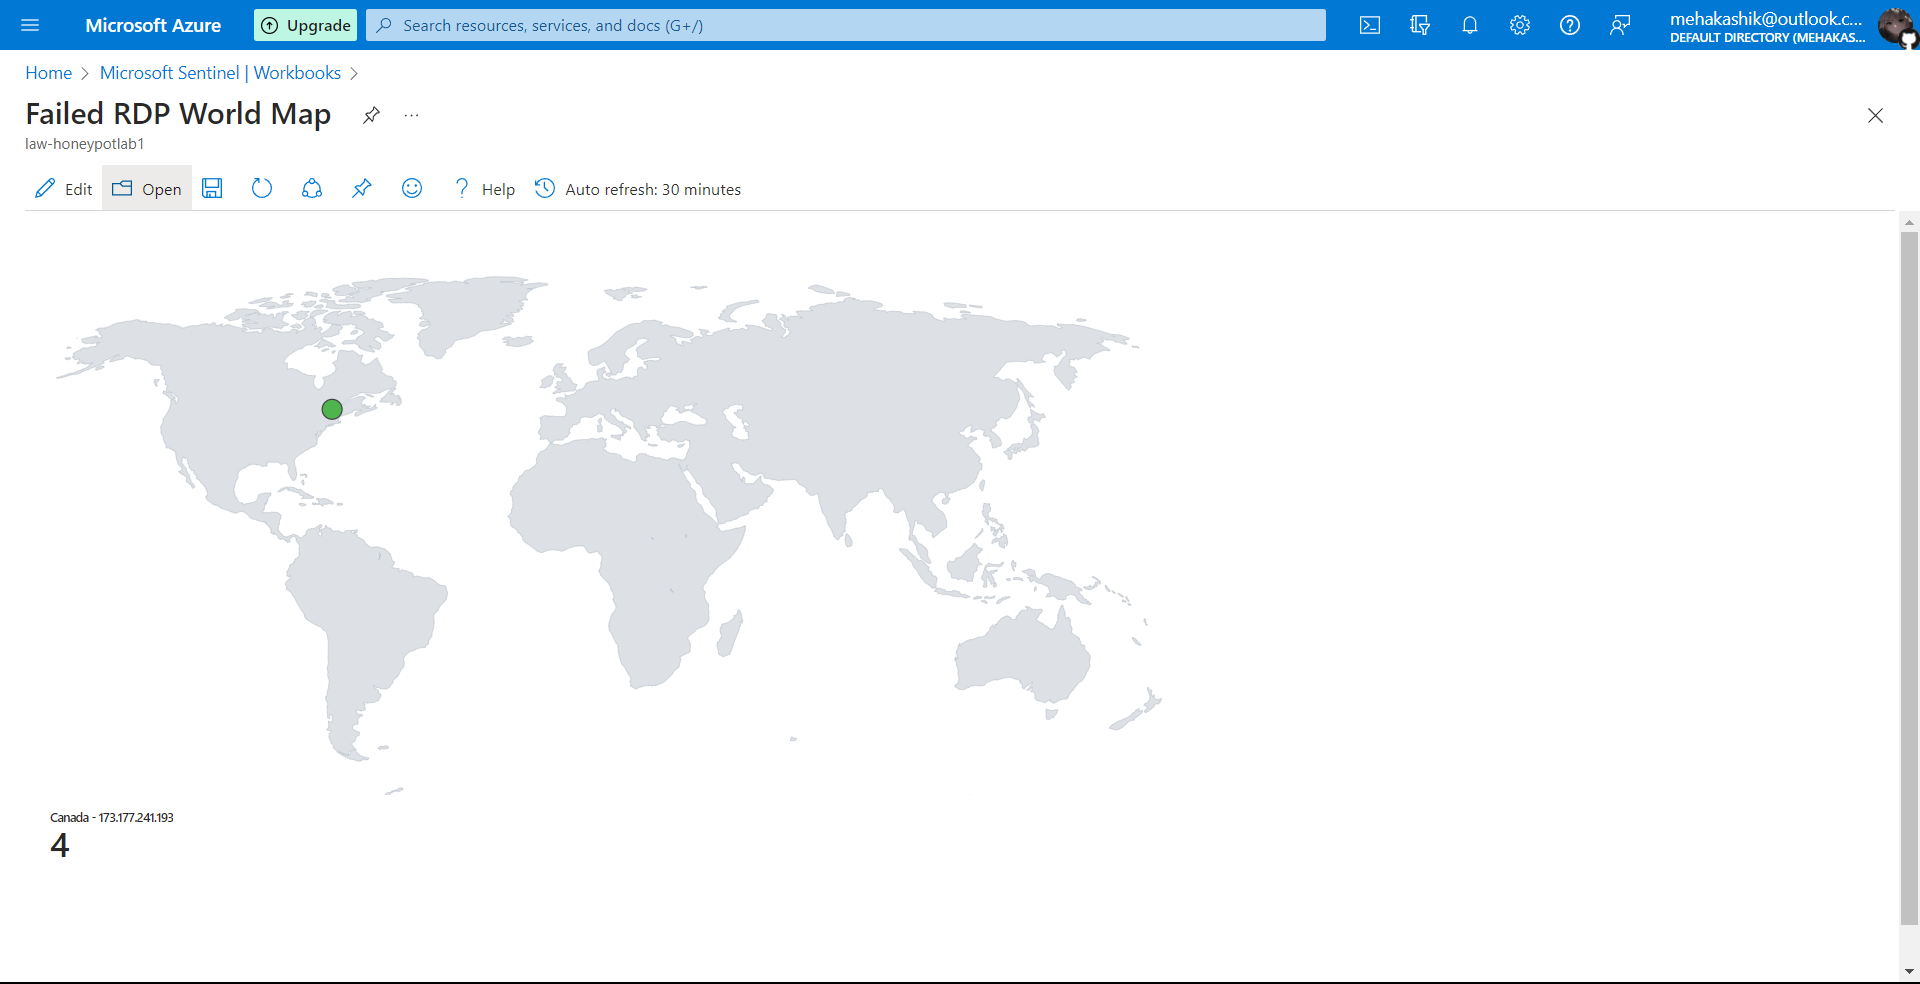 Microsoft Azure
Upgrade
Search resources, services, and docs (G+/)
mehakashik@outlook.c...
DEFAULT DIRECTORY (MEHAKAS...
Home > Microsoft Sentinel | Workbooks >
Failed RDP World Map
...
law-honeypotlab1
Edit
Open
Help
Auto refresh: 30 minutes
Canada - 173.177.241.193
4